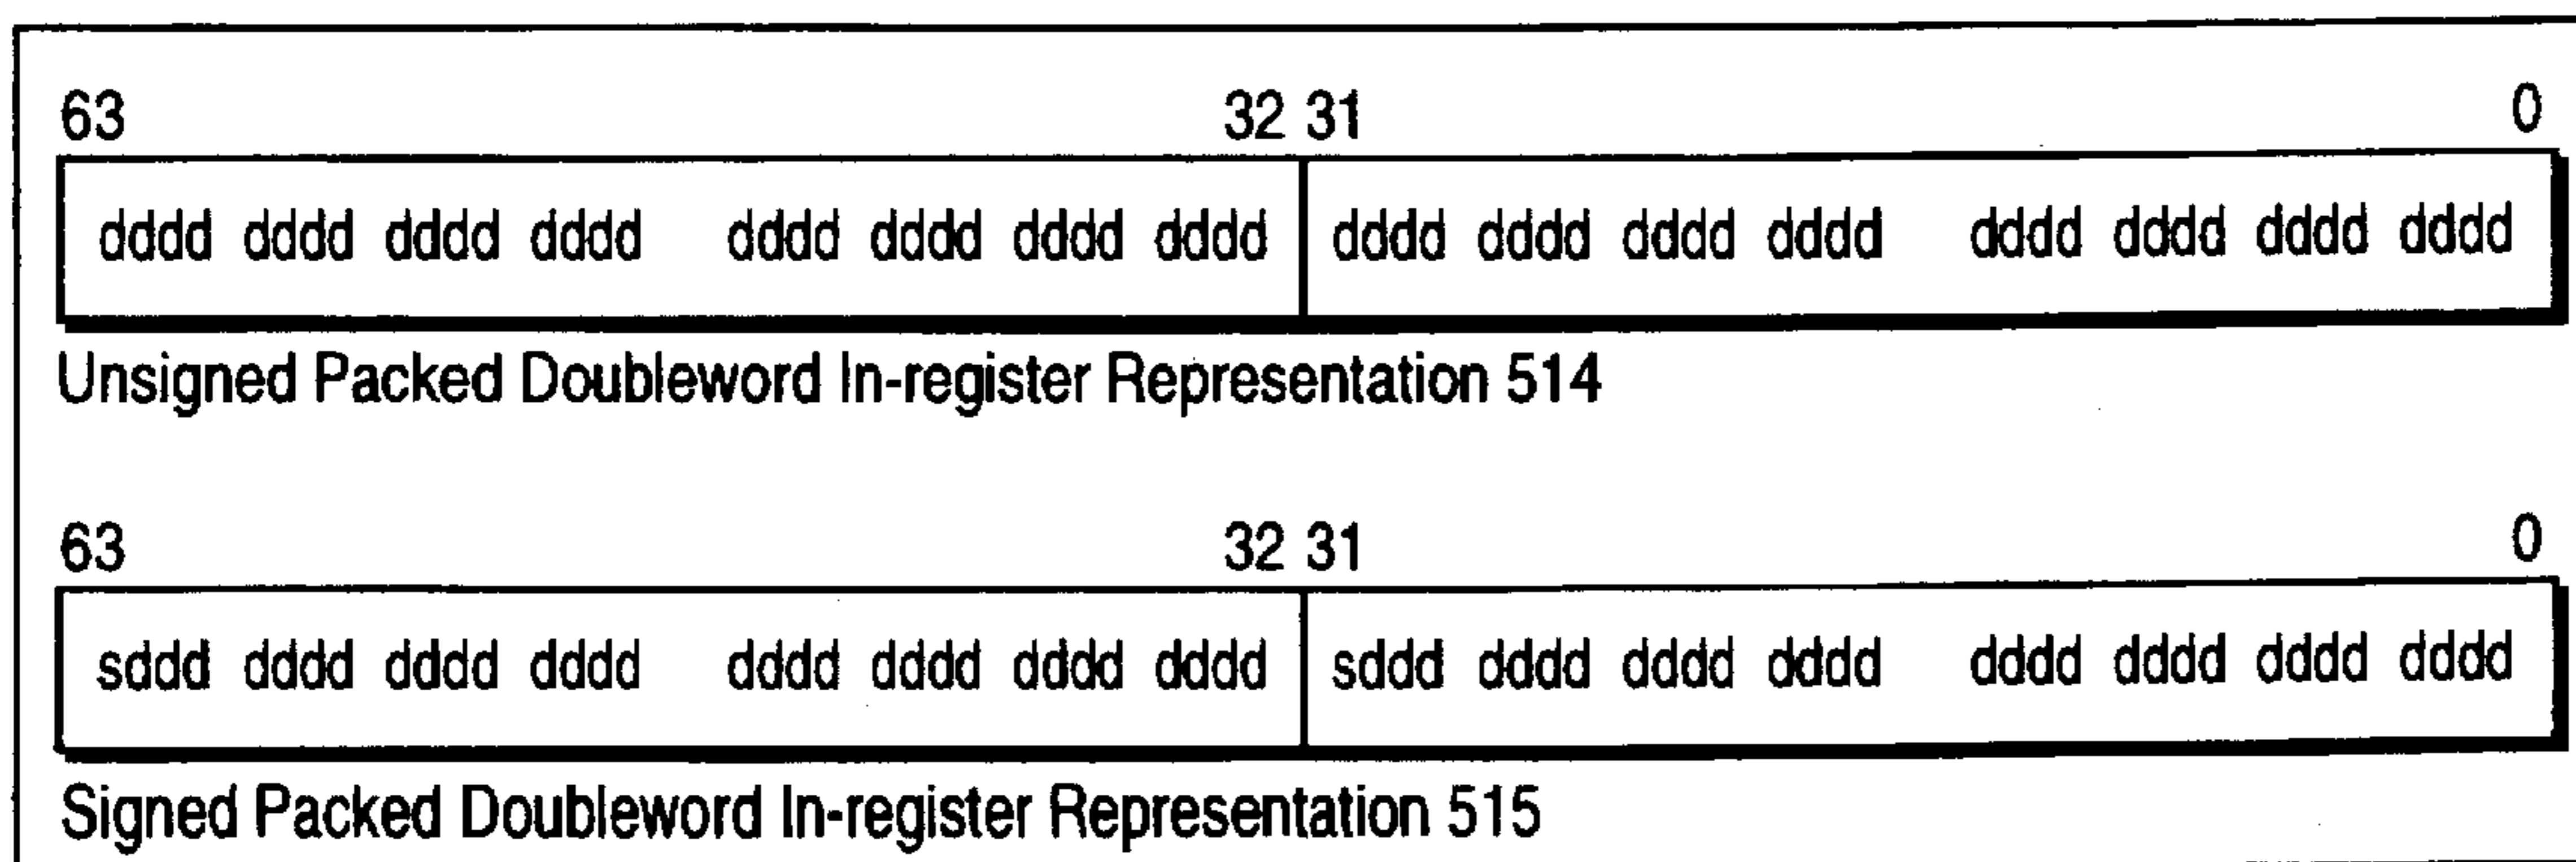 63 32 31 0
dddd dddd dddd dddd dddd dddd dddd dddd dddd dddd dddd dddd dddd dddd dddd dddd
Unsigned Packed Doubleword In-register Representation 514
63 32 31 0
sddd dddd dddd dddd dddd dddd dddd dddd sddd dddd dddd dddd dddd dddd dddd dddd
Signed Packed Doubleword In-register Representation 515